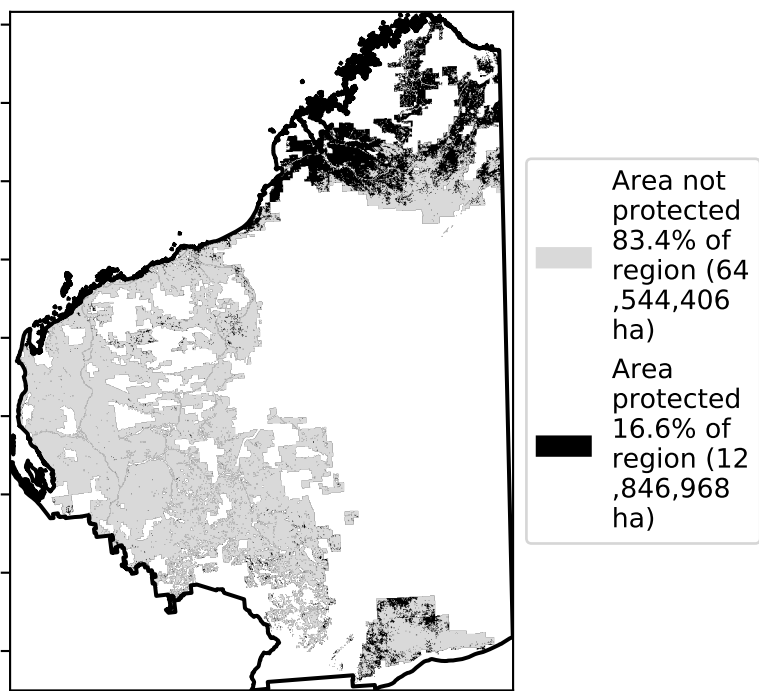 Area not
protected
83.4% of
region (64
,544,406
ha)
Area
protected
16.6% of
region (12
,846,968
ha)